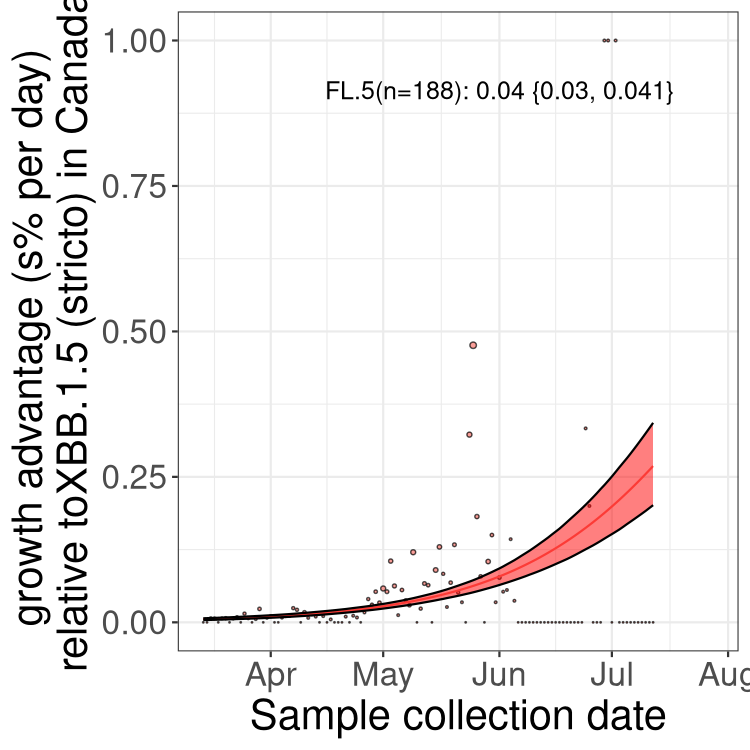 growth advantage (s% per day)
relative toXBB.1.5 (stricto) in Canada
1.00
FL.5(n=188): 0.04 {0.03, 0.041}
0.75
0.50
0.25
0.00
Apr May Jun Jul Aug
Sample collection date